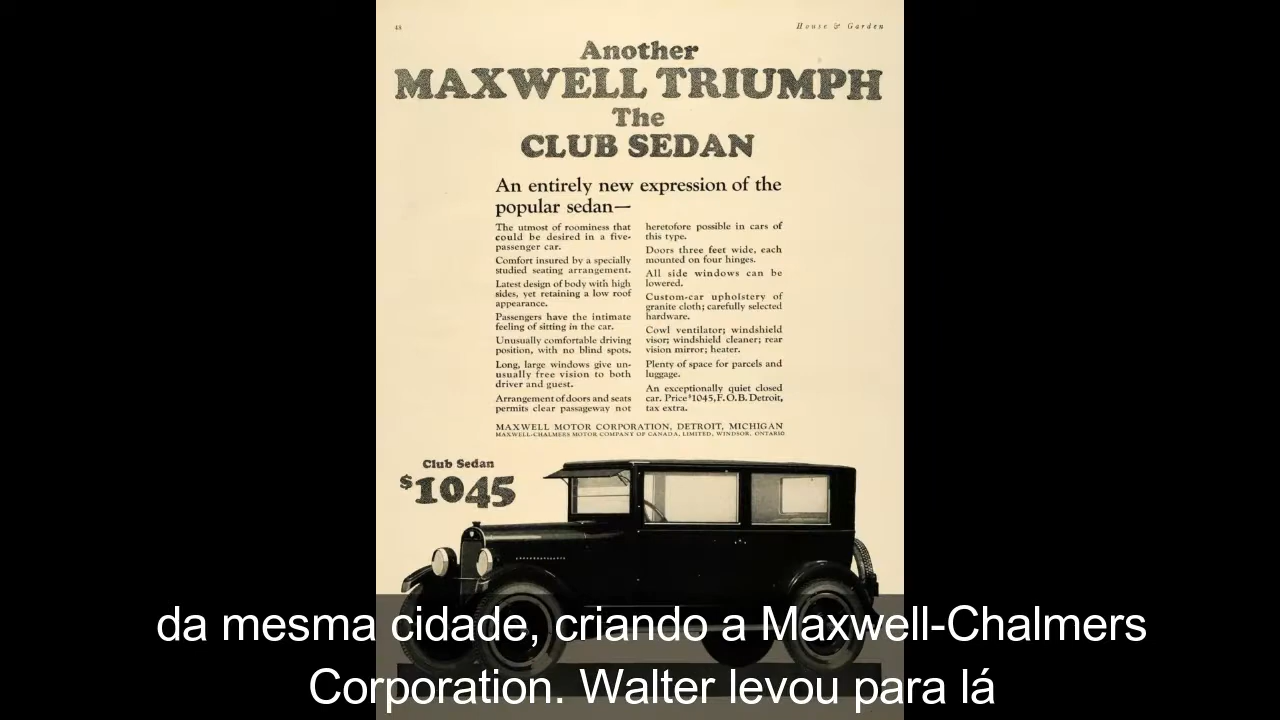 48
House & Garden
Another
MAXWELL TRIUMPH
The
CLUB SEDAN
An entirely new expression of the
popular sedan—
The utmost of roominess that
could be desired in a five-
passenger car.
Comfort insured by a specially
studied seating arrangement.
Latest design of body with high
sides, yet retaining a low roof
appearance.
Passengers have the intimate
feeling of sitting in the car.
Unusually comfortable driving
position, with no blind spots.
Long, large windows give un-
usually free vision to both
driver and guest.
Arrangement of doors and seats
permits clear passageway not
heretofore possible in cars of
this type.
Doors three feet wide, each
mounted on four hinges.
All side windows can be
lowered.
Custom-car upholstery of
granite cloth; carefully selected
hardware.
Cowl ventilator; windshield
visor; windshield cleaner; rear
vision mirror; heater.
Plenty of space for parcels and
luggage.
An exceptionally quiet closed
car. Price $1045, F. O. B. Detroit,
tax extra.
MAXWELL MOTOR CORPORATION, DETROIT, MICHIGAN
MAXWELL-CHALMERS MOTOR COMPANY OF CANADA, LIMITED, WINDSOR, ONTARIO
Club Sedan
$1045
da mesma cidade, criando a Maxwell-Chalmers
Corporation. Walter levou para lá